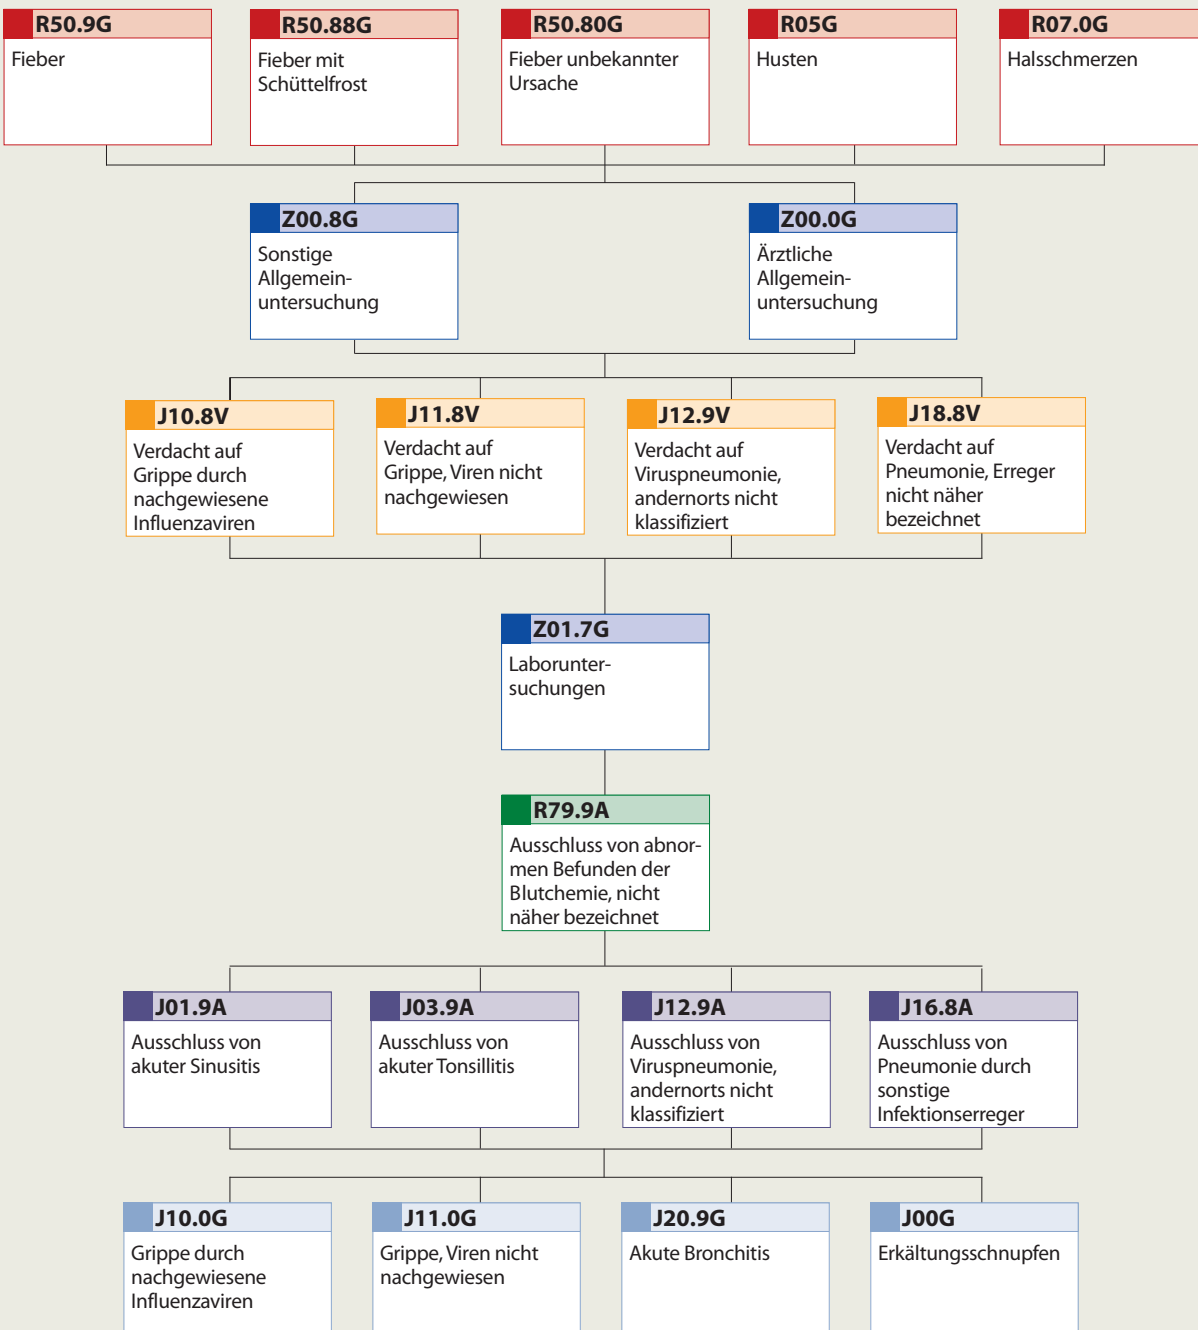 R50.9G
Fieber
R50.88G
Fieber mit
Schüttelfrost
R50.80G
Fieber unbekannter
Ursache
R05G
Husten
R07.0G
Halsschmerzen
Z00.8G
Sonstige
Allgemein-
untersuchung
Z00.0G
Ärztliche
Allgemein-
untersuchung
J10.8V
Verdacht auf
Grippe durch
nachgewiesene
Influenzaviren
J11.8V
Verdacht auf
Grippe, Viren nicht
nachgewiesen
J12.9V
Verdacht auf
Viruspneumonie,
andernorts nicht
klassifiziert
J18.8V
Verdacht auf
Pneumonie, Erreger
nicht näher
bezeichnet
Z01.7G
Laborunter-
suchungen
R79.9A
Ausschluss von abnor-
men Befunden der
Blutchemie, nicht
näher bezeichnet
J01.9A
Ausschluss von
akuter Sinusitis
J03.9A
Ausschluss von
akuter Tonsillitis
J12.9A
Ausschluss von
Viruspneumonie,
andernorts nicht
klassifiziert
J16.8A
Ausschluss von
Pneumonie durch
sonstige
Infektionserreger
J10.0G
Grippe durch
nachgewiesene
Influenzaviren
J11.0G
Grippe, Viren nicht
nachgewiesen
J20.9G
Akute Bronchitis
J00G
Erkältungsschnupfen